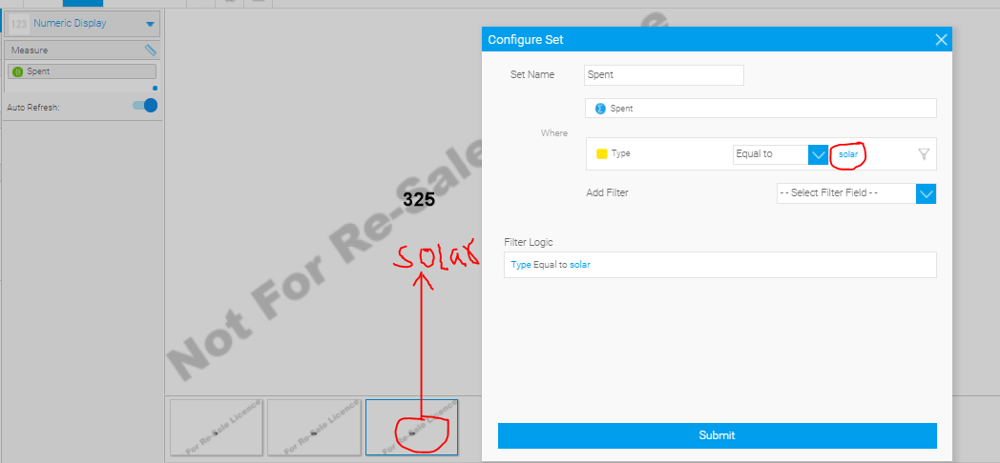 123 Numeric Display
Measure
Spent
Auto Refresh:
Not For Re-Sale
325
solar
For Re-Sale Licence
For Re-Sale Licence
For Re-Sale Licence
Configure Set
Set Name Spent
Σ Spent
Where
Type Equal to solar
Add Filter - - Select Filter Field - -
Filter Logic
Type Equal to solar
Submit